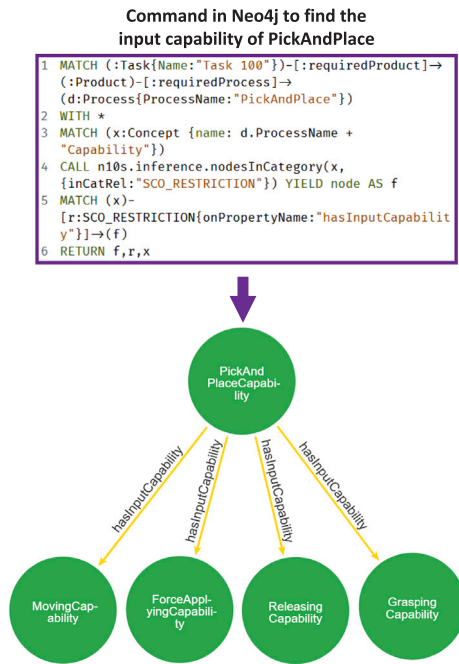 Command in Neo4j to find the
input capability of PickAndPlace
1 MATCH (:Task{Name:"Task 100"})-[:requiredProduct]→
(:Product)-[:requiredProcess]→
(d:Process{ProcessName:"PickAndPlace"})
2 WITH *
3 MATCH (x:Concept {name: d.ProcessName +
"Capability"})
4 CALL n10s.inference.nodesInCategory(x,
{inCatRel:"SCO_RESTRICTION"}) YIELD node AS f
5 MATCH (x)-
[r:SCO_RESTRICTION{onPropertyName:"hasInputCapabilit
y"}]→(f)
6 RETURN f,r,x
PickAnd
PlaceCapabi-
lity
hasInputCapability
hasInputCapability
hasInputCapability
hasInputCapability
MovingCap-
ability
ForceAppl-
yingCapabili-
ty
Releasing
Capability
Grasping
Capability